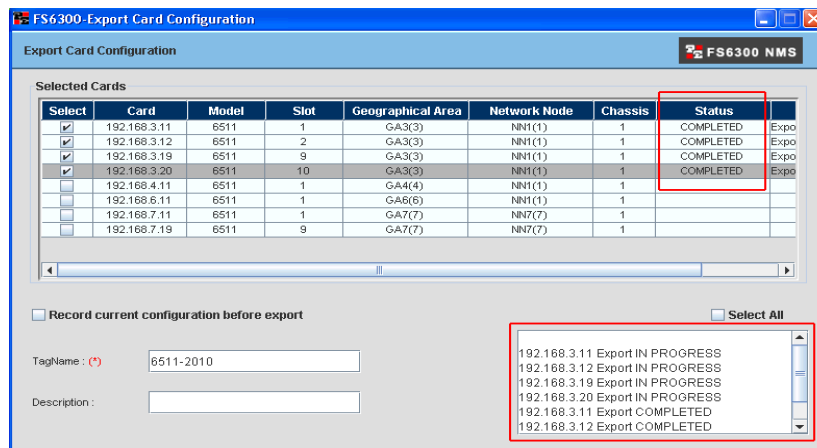 FS6300-Export Card Configuration
Export Card Configuration
FS6300 NMS
Selected Cards
Select Card Model Slot Geographical Area Network Node Chassis Status
192.168.3.11 6511 1 GA3(3) NN1(1) 1 COMPLETED Expo
192.168.3.12 6511 2 GA3(3) NN1(1) 1 COMPLETED Expo
192.168.3.19 6511 9 GA3(3) NN1(1) 1 COMPLETED Expo
192.168.3.20 6511 10 GA3(3) NN1(1) 1 COMPLETED Expo
192.168.4.11 6511 1 GA4(4) NN1(1) 1
192.168.6.11 6511 1 GA6(6) NN1(1) 1
192.168.7.11 6511 1 GA7(7) NN7(7) 1
192.168.7.19 6511 9 GA7(7) NN7(7) 1
Record current configuration before export
Select All
TagName : (*) 6511-2010
Description :
192.168.3.11 Export IN PROGRESS
192.168.3.12 Export IN PROGRESS
192.168.3.19 Export IN PROGRESS
192.168.3.20 Export IN PROGRESS
192.168.3.11 Export COMPLETED
192.168.3.12 Export COMPLETED